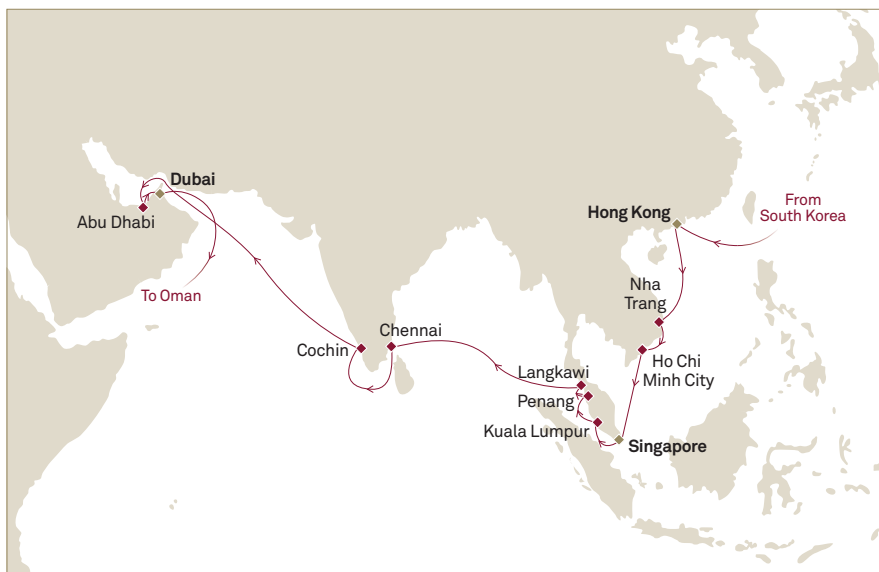 Dubai
Abu Dhabi
To Oman
From
South Korea
Hong Kong
Nha
Trang
Ho Chi
Minh City
Chennai
Cochin
Langkawi
Penang
Kuala Lumpur
Singapore